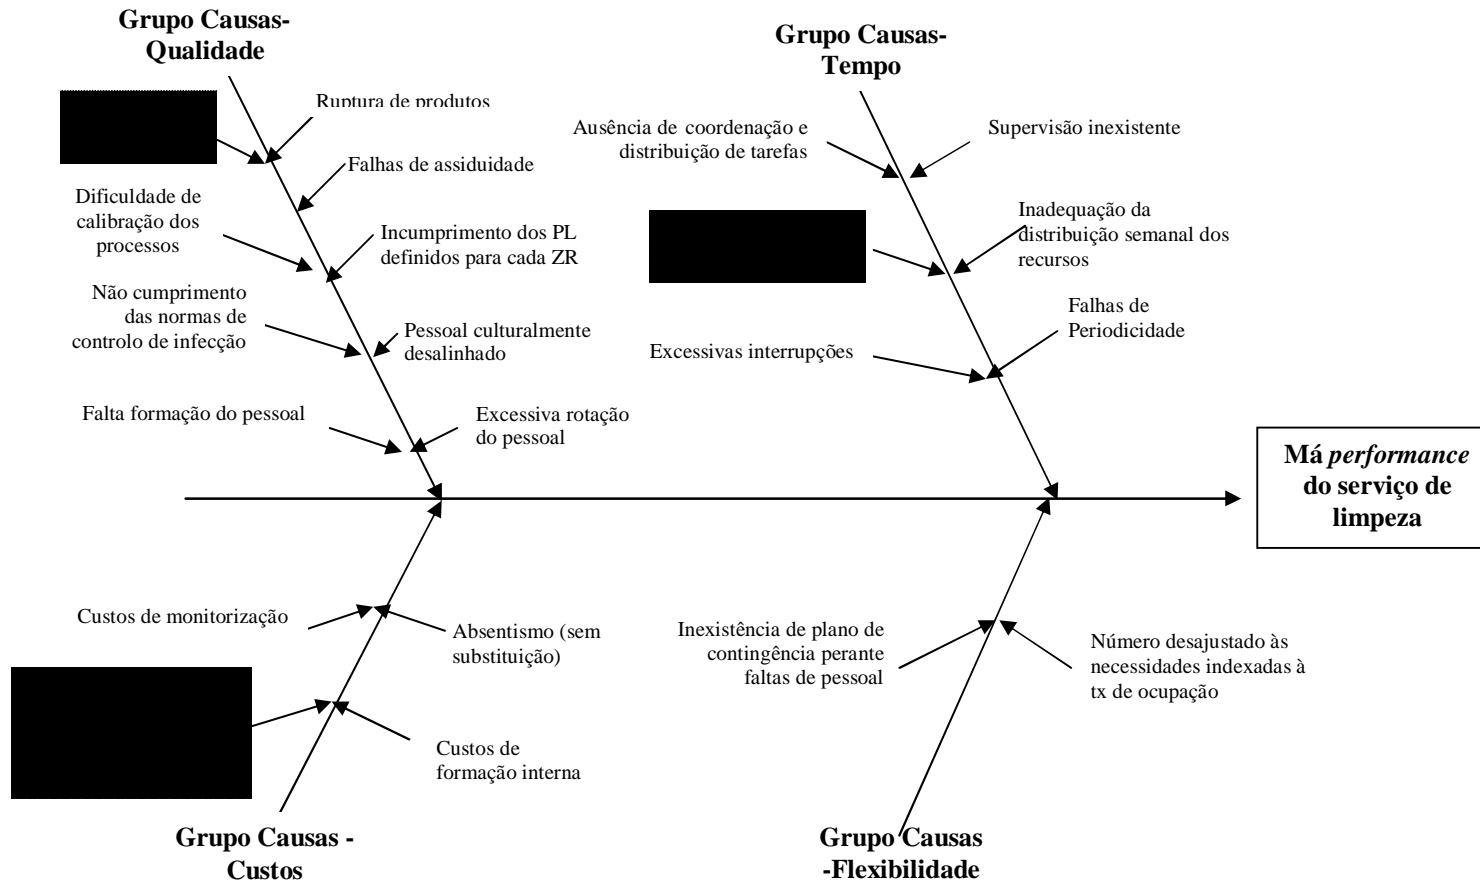 Grupo Causas-
Qualidade
Ruptura de produtos
Falhas de assiduidade
Dificuldade de
calibração dos
processos
Incumprimento dos PL
definidos para cada ZR
Não cumprimento
das normas de
controlo de infecção
Pessoal culturalmente
desalinhado
Falta formação do pessoal
Excessiva rotação
do pessoal
Grupo Causas-
Tempo
Ausência de coordenação e
distribuição de tarefas
Supervisão inexistente
Inadequação da
distribuição semanal dos
recursos
Falhas de
Periodicidade
Excessivas interrupções
Má performance
do serviço de
limpeza
Custos de monitorização
Absentismo (sem
substituição)
Custos de
formação interna
Grupo Causas -
Custos
Inexistência de plano de
contingência perante
faltas de pessoal
Número desajustado às
necessidades indexadas à
tx de ocupação
Grupo Causas
-Flexibilidade